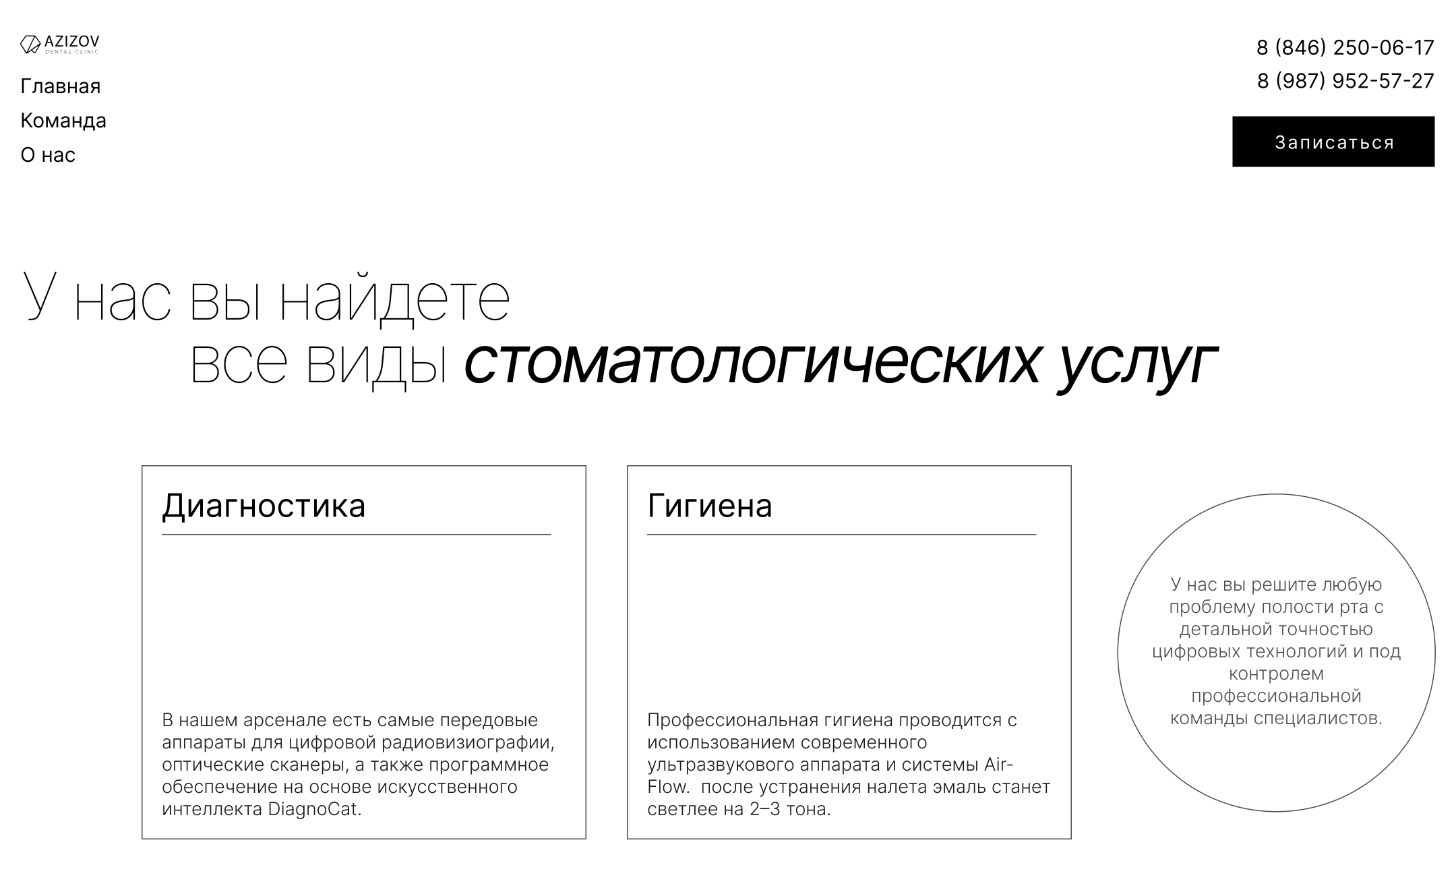 AZIZOV
DENTAL CLINIC
Главная
Команда
О нас
8 (846) 250-06-17
8 (987) 952-57-27
Записаться
У нас вы найдете
все виды стоматологических услуг
Диагностика
В нашем арсенале есть самые передовые
аппараты для цифровой радиовизиографии,
оптические сканеры, а также программное
обеспечение на основе искусственного
интеллекта DiagnoCat.
Гигиена
Профессиональная гигиена проводится с
использованием современного
ультразвукового аппарата и системы Air-
Flow.  после устранения налета эмаль станет
светлее на 2–3 тона.
У нас вы решите любую
проблему полости рта с
детальной точностью
цифровых технологий и под
контролем
профессиональной
команды специалистов.